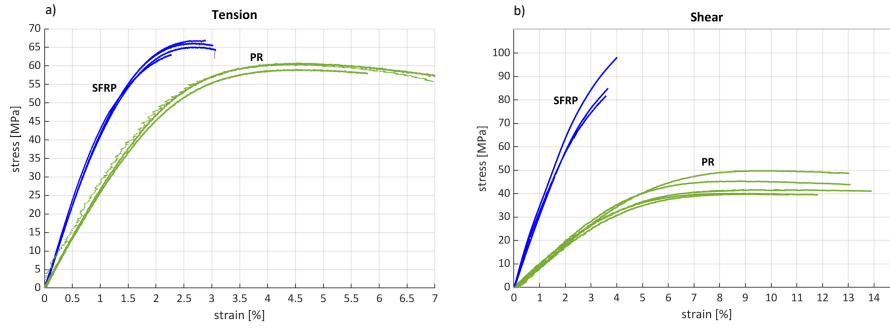 a)
Tension
70
65
60
55
50
45
40
35
30
25
20
15
10
5
0
stress [MPa]
SFRP
PR
0 0.5 1 1.5 2 2.5 3 3.5 4 4.5 5 5.5 6 6.5 7
strain [%]
b)
Shear
100
90
80
70
60
50
40
30
20
10
0
stress [MPa]
SFRP
PR
0 1 2 3 4 5 6 7 8 9 10 11 12 13 14
strain [%]